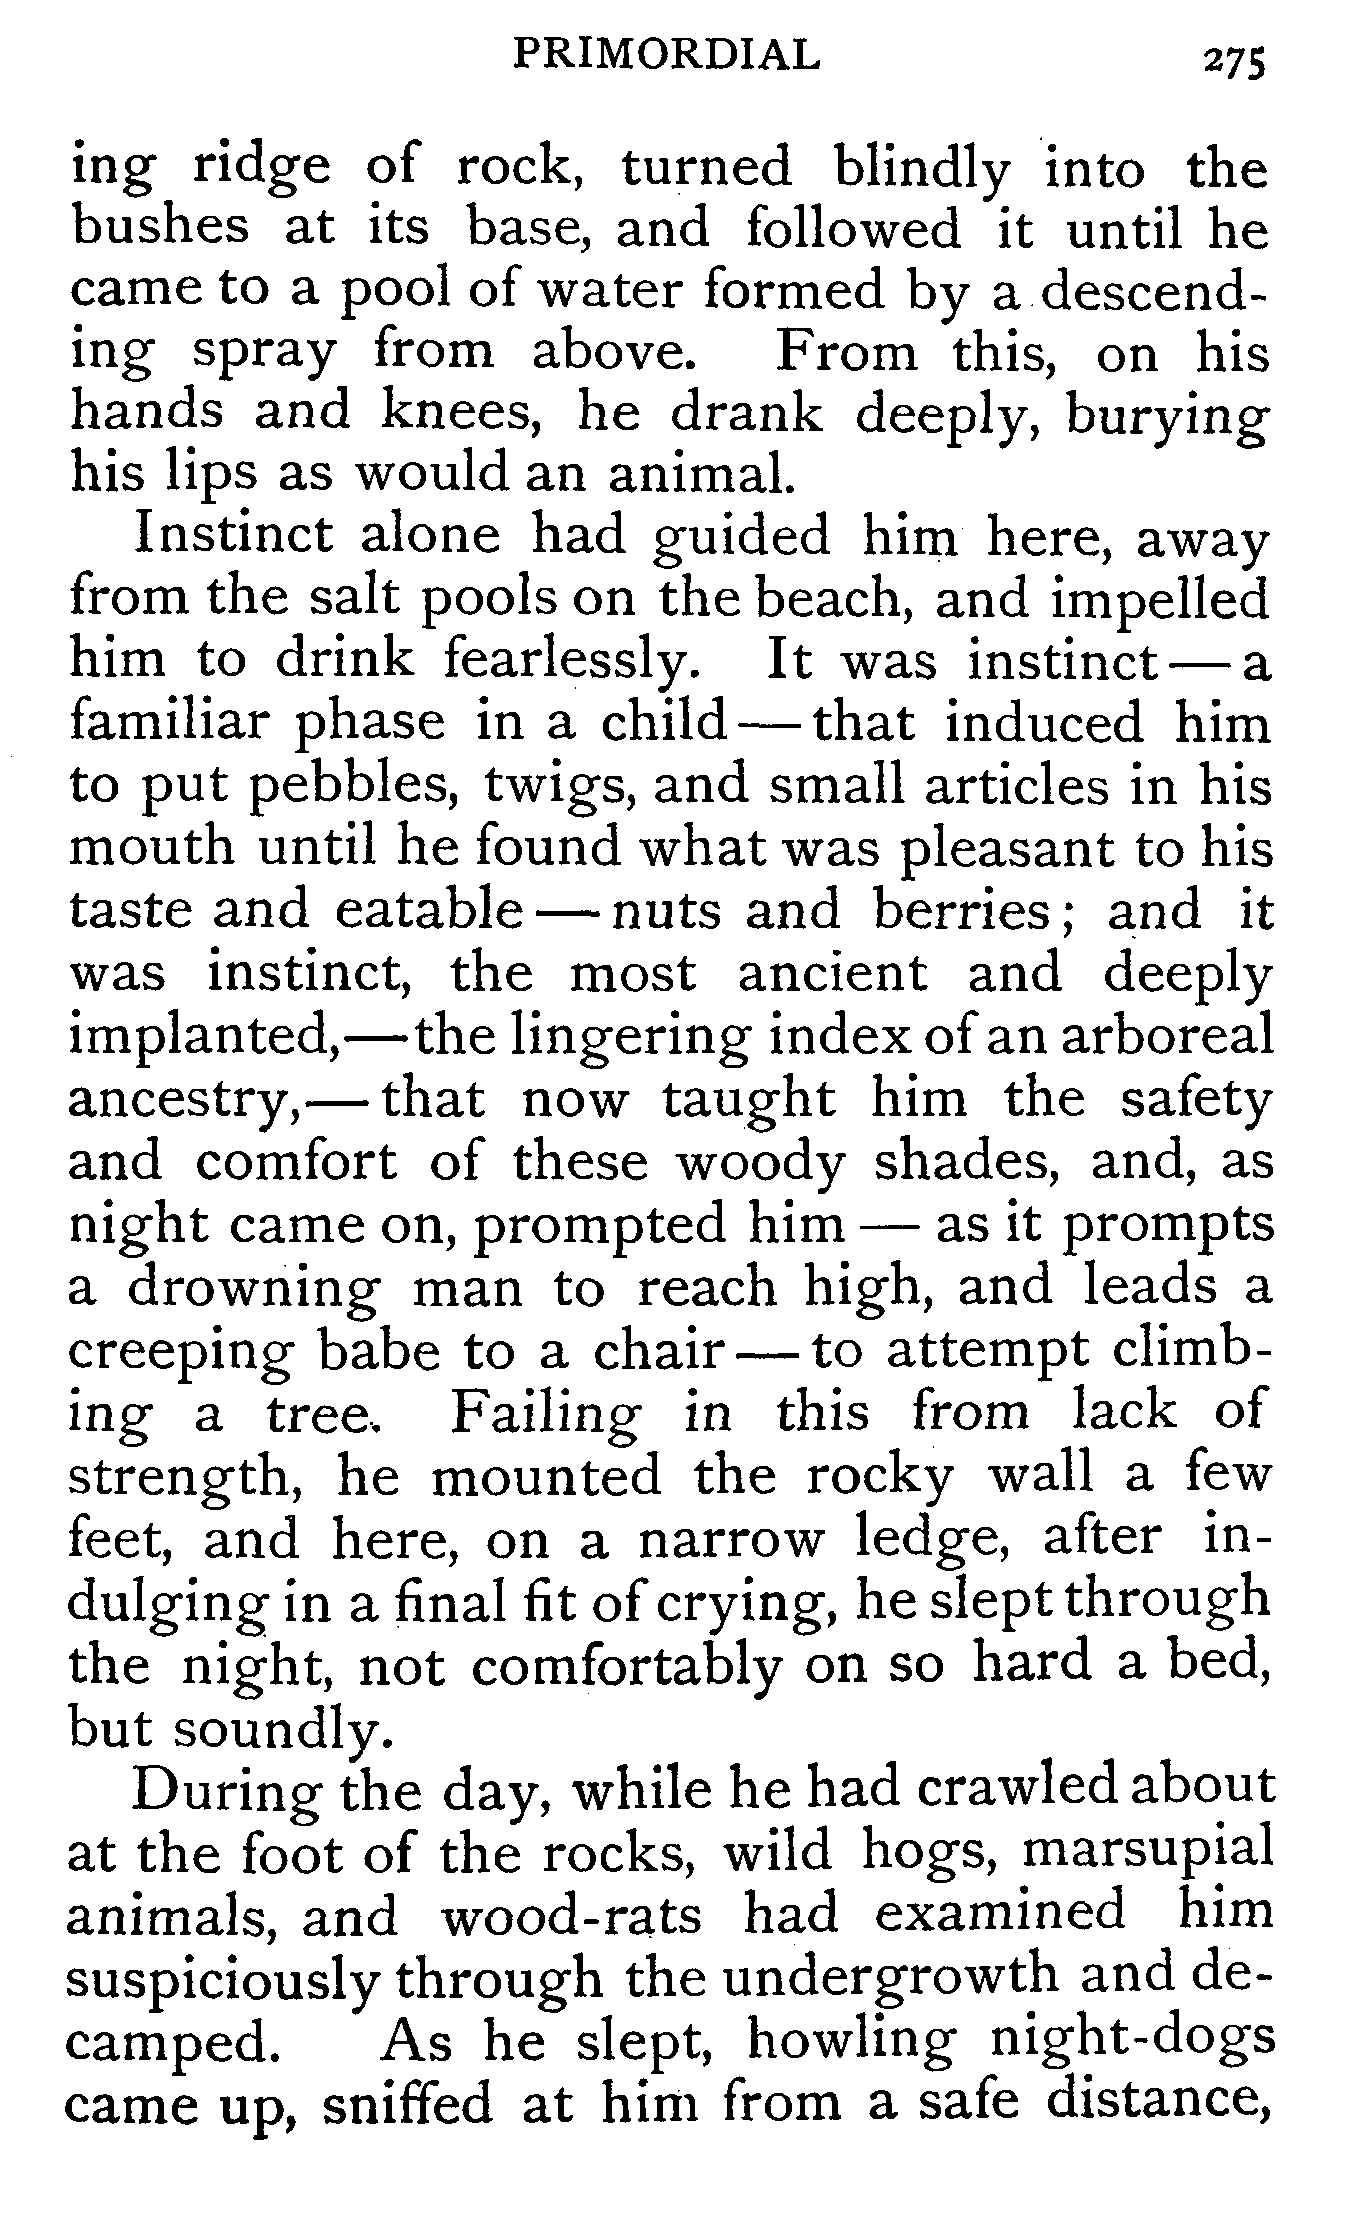 PRIMORDIAL 275
ing ridge of rock, turned blindly into the
bushes at its base, and followed it until he
came to a pool of water formed by a descend-
ing spray from above. From this, on his
hands and knees, he drank deeply, burying
his lips as would an animal.
Instinct alone had guided him here, away
from the salt pools on the beach, and impelled
him to drink fearlessly. It was instinct — a
familiar phase in a child — that induced him
to put pebbles, twigs, and small articles in his
mouth until he found what was pleasant to his
taste and eatable — nuts and berries; and it
was instinct, the most ancient and deeply
implanted,—the lingering index of an arboreal
ancestry,— that now taught him the safety
and comfort of these woody shades, and, as
night came on, prompted him — as it prompts
a drowning man to reach high, and leads a
creeping babe to a chair — to attempt climb-
ing a tree. Failing in this from lack of
strength, he mounted the rocky wall a few
feet, and here, on a narrow ledge, after in-
dulging in a final fit of crying, he slept through
the night, not comfortably on so hard a bed,
but soundly.
During the day, while he had crawled about
at the foot of the rocks, wild hogs, marsupial
animals, and wood-rats had examined him
suspiciously through the undergrowth and de-
camped. As he slept, howling night-dogs
came up, sniffed at him from a safe distance,